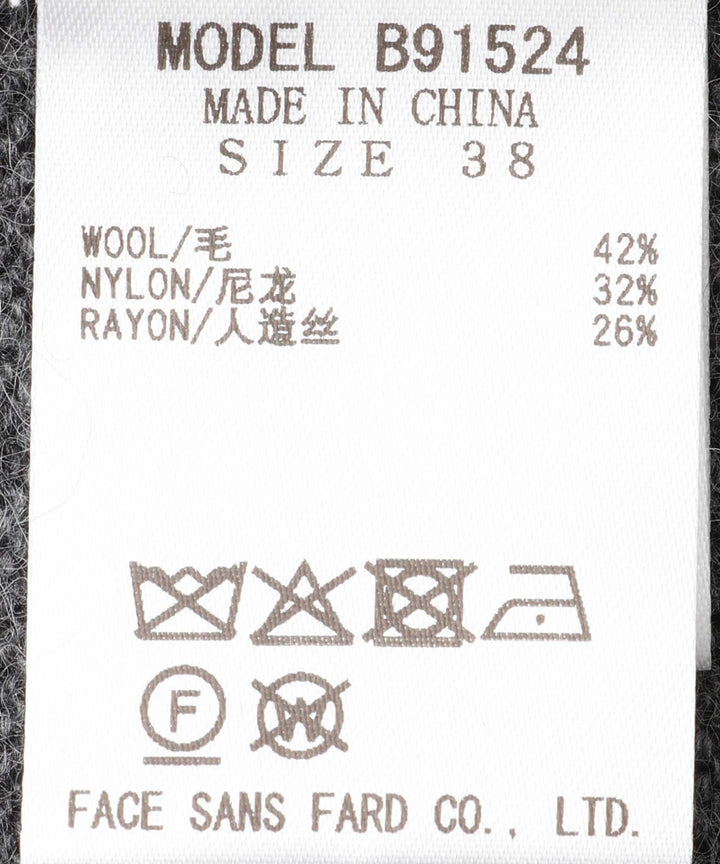 MODEL B91524
MADE IN CHINA
SIZE 38
WOOL/毛 42%
NYLON/尼龙 32%
RAYON/人造丝 26%
F
W
FACE SANS FARD CO., LTD.